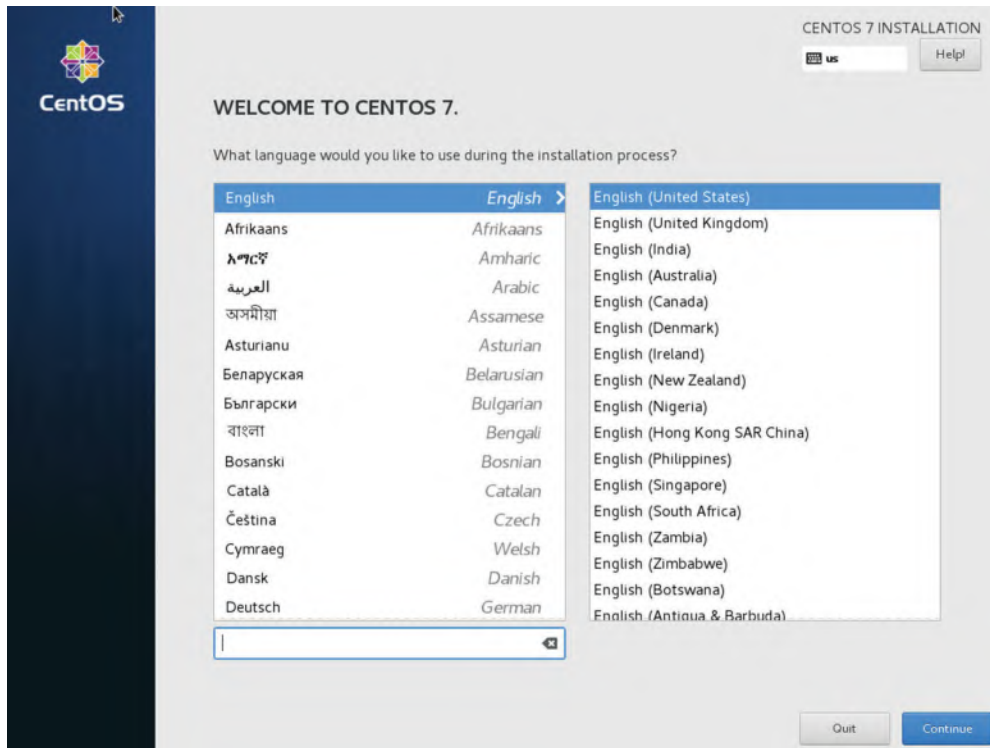 CENTOS 7 INSTALLATION
us
Help!
CentOS
WELCOME TO CENTOS 7.
What language would you like to use during the installation process?
English English
Afrikaans Afrikaans
አማርኛ Amharic
العربية Arabic
অসমীয়া Assamese
Asturianu Asturian
Беларуская Belarusian
Български Bulgarian
বাংলা Bengali
Bosanski Bosnian
Català Catalan
Čeština Czech
Cymraeg Welsh
Dansk Danish
Deutsch German
English (United States)
English (United Kingdom)
English (India)
English (Australia)
English (Canada)
English (Denmark)
English (Ireland)
English (New Zealand)
English (Nigeria)
English (Hong Kong SAR China)
English (Philippines)
English (Singapore)
English (South Africa)
English (Zambia)
English (Zimbabwe)
English (Botswana)
English (Antigua & Barbuda)
Quit
Continue